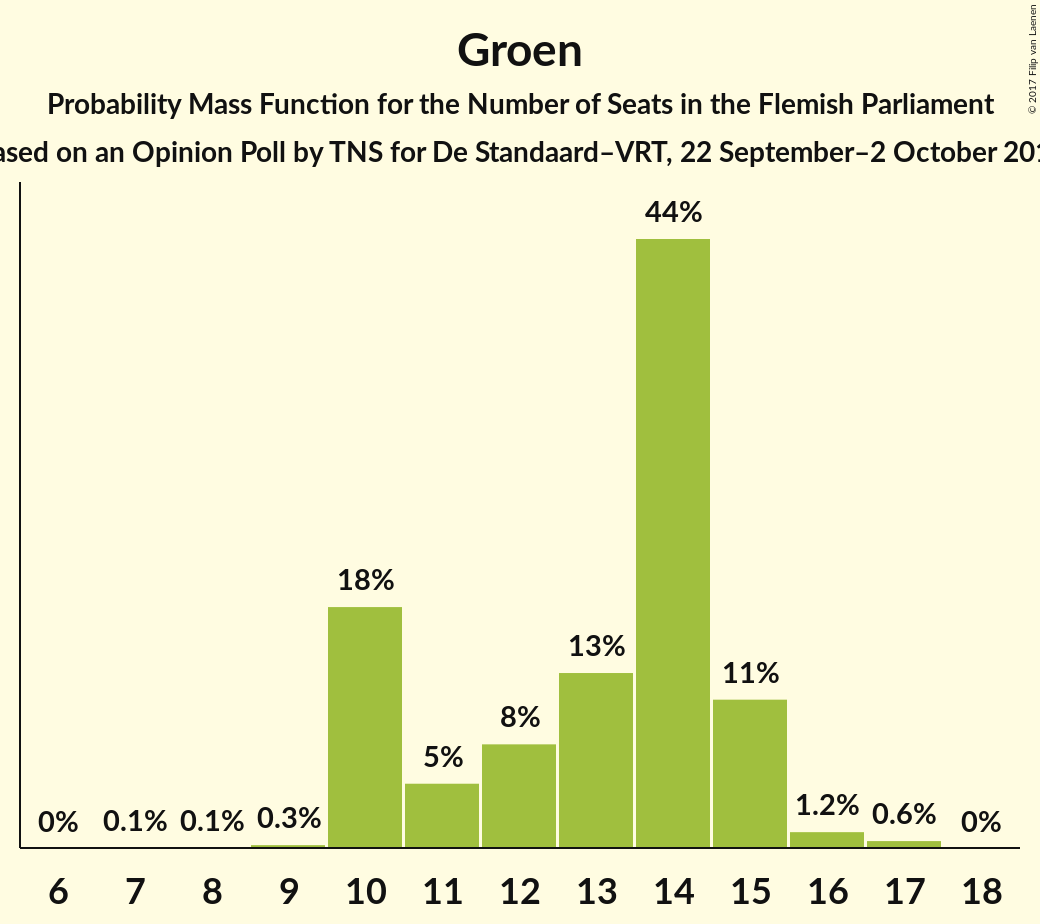 Groen
Probability Mass Function for the Number of Seats in the Flemish Parliament
on an Opinion Poll by TNS for De Standaard–VRT, 22 September–2 October
© 2017 Filip van Laenen
44%
18%
13%
11%
8%
5%
0% 0.1% 0.1% 0.3% 1.2% 0.6% 0%
6 7 8 9 10 11 12 13 14 15 16 17 18